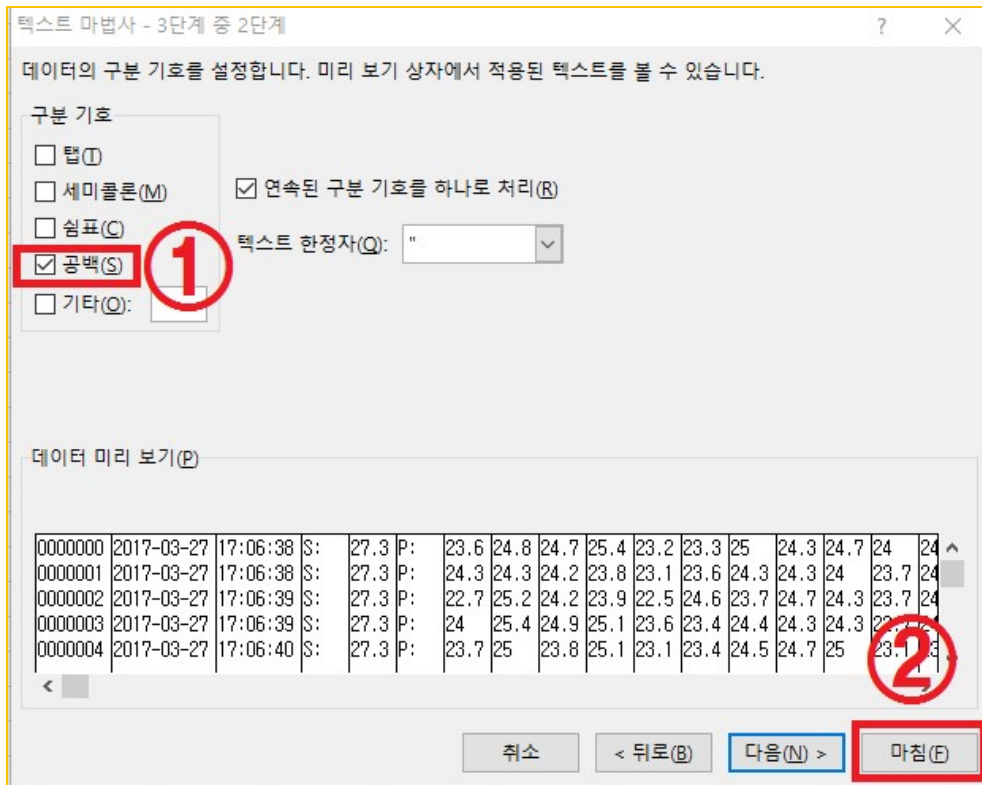 텍스트 마법사 - 3단계 중 2단계
데이터의 구분 기호를 설정합니다. 미리 보기 상자에서 적용된 텍스트를 볼 수 있습니다.
구분 기호
탭(T)
세미콜론(M)
연속된 구분 기호를 하나로 처리(R)
쉼표(C)
텍스트 한정자(Q): "
공백(S)
①
기타(O):
데이터 미리 보기(P)
0000000 2017-03-27 17:06:38 S: 27.3 P: 23.6 24.8 24.7 25.4 23.2 23.3 25 24.3 24.7 24 24
0000001 2017-03-27 17:06:38 S: 27.3 P: 24.3 24.3 24.2 23.8 23.1 23.6 24.3 24.3 24 23.7 24
0000002 2017-03-27 17:06:39 S: 27.3 P: 22.7 25.2 24.2 23.9 22.5 24.6 23.7 24.7 24.3 23.7 24
0000003 2017-03-27 17:06:39 S: 27.3 P: 24 25.4 24.9 25.1 23.6 23.4 24.4 24.3 24.3
0000004 2017-03-27 17:06:40 S: 27.3 P: 23.7 25 23.8 25.1 23.1 23.4 24.5 24.7 25 23.1
②
취소 < 뒤로(B) 다음(N) > 마침(F)